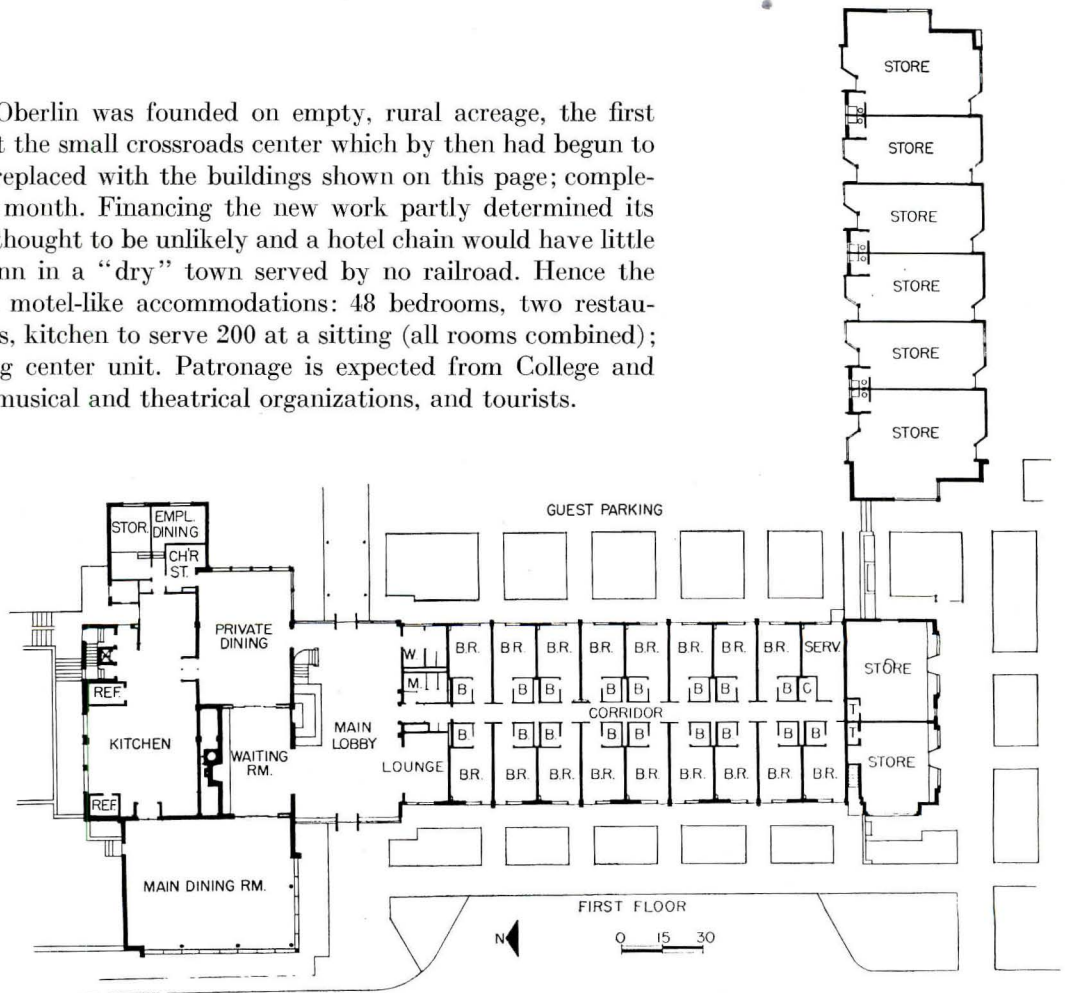 Oberlin was founded on empty, rural acreage, the first
t the small crossroads center which by then had begun to
replaced with the buildings shown on this page; comple-
month. Financing the new work partly determined its
thought to be unlikely and a hotel chain would have little
nn in a “dry” town served by no railroad. Hence the
motel-like accommodations: 48 bedrooms, two restau-
s, kitchen to serve 200 at a sitting (all rooms combined);
g center unit. Patronage is expected from College and
musical and theatrical organizations, and tourists.
STORE
STORE
STORE
STORE
STORE
STORE
GUEST PARKING
STOR.
EMPL.
DINING
CH'R
ST.
PRIVATE
DINING
REF.
KITCHEN
REF.
WAITING
RM.
MAIN
LOBBY
W.
M.
LOUNGE
B.R. B.R. B.R. B.R. B.R. B.R. B.R. B.R. SERV.
B B B B B B B B C
CORRIDOR
B B B B B B B B B
B.R. B.R. B.R. B.R. B.R. B.R. B.R. B.R. B.R.
STORE
T
T
STORE
MAIN DINING RM.
FIRST FLOOR
N
0 15 30